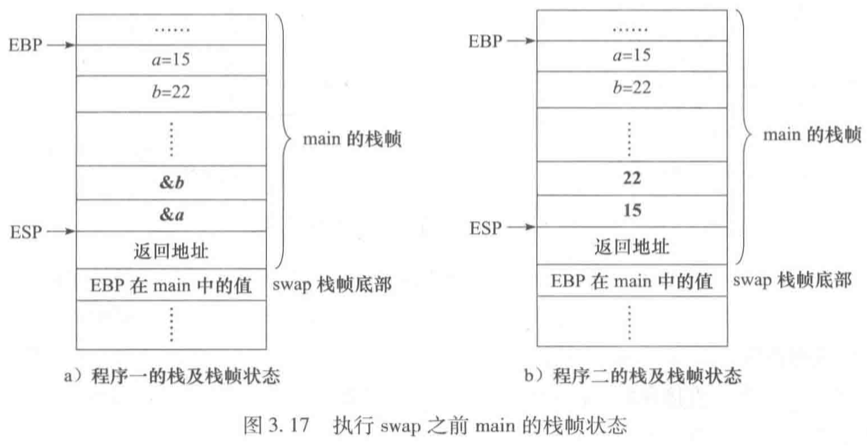 ……
EBP
a=15
b=22
……
main 的栈帧
&b
&a
ESP
返回地址
EBP 在 main 中的值
swap 栈帧底部
……
a）程序一的栈及栈帧状态
……
EBP
a=15
b=22
……
main 的栈帧
22
15
ESP
返回地址
EBP 在 main 中的值
swap 栈帧底部
……
b）程序二的栈及栈帧状态
图 3.17 执行 swap 之前 main 的栈帧状态